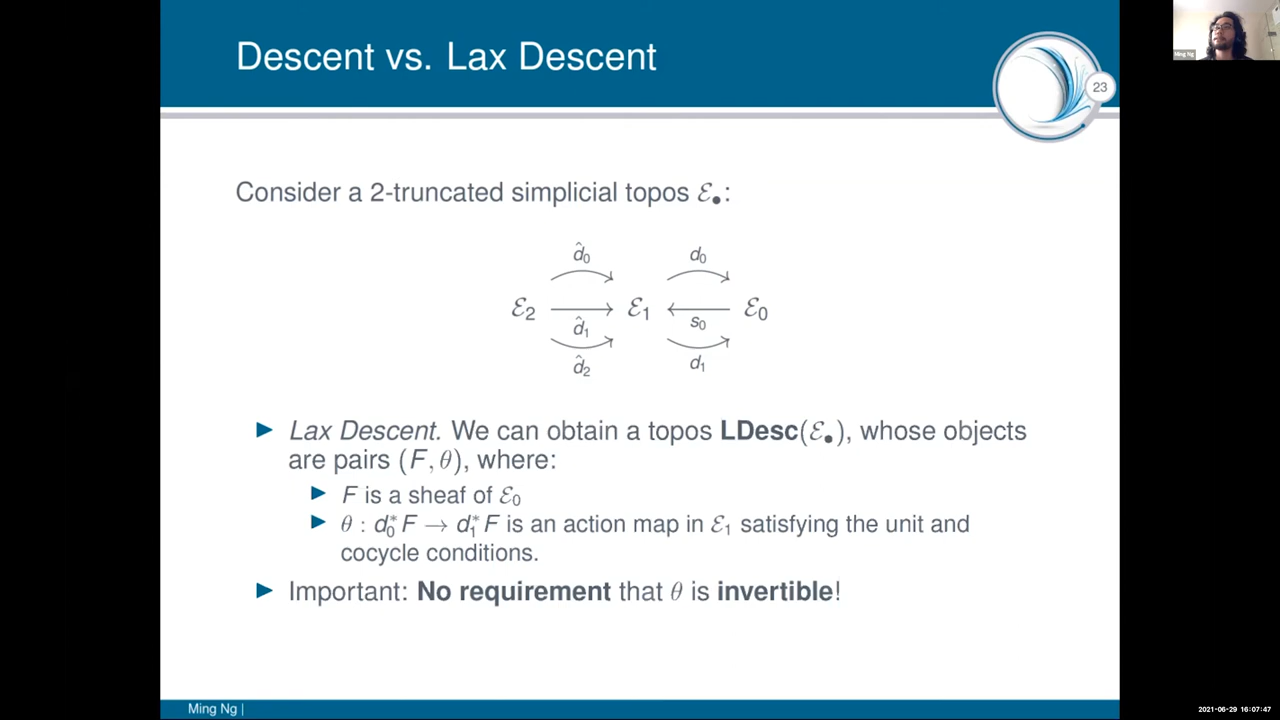 Descent vs. Lax Descent
23
Ming Ng
Consider a 2-truncated simplicial topos ℰ•:
d̂₀ d₀
ℰ₂ ℰ₁ ℰ₀
d̂₁ s₀
d̂₂ d₁
► Lax Descent. We can obtain a topos LDesc(ℰ•), whose objects
are pairs (F, θ), where:
► F is a sheaf of ℰ₀
► θ : d₀*F → d₁*F is an action map in ℰ₁ satisfying the unit and
cocycle conditions.
► Important: No requirement that θ is invertible!
Ming Ng |
2021-06-29 16:07:47